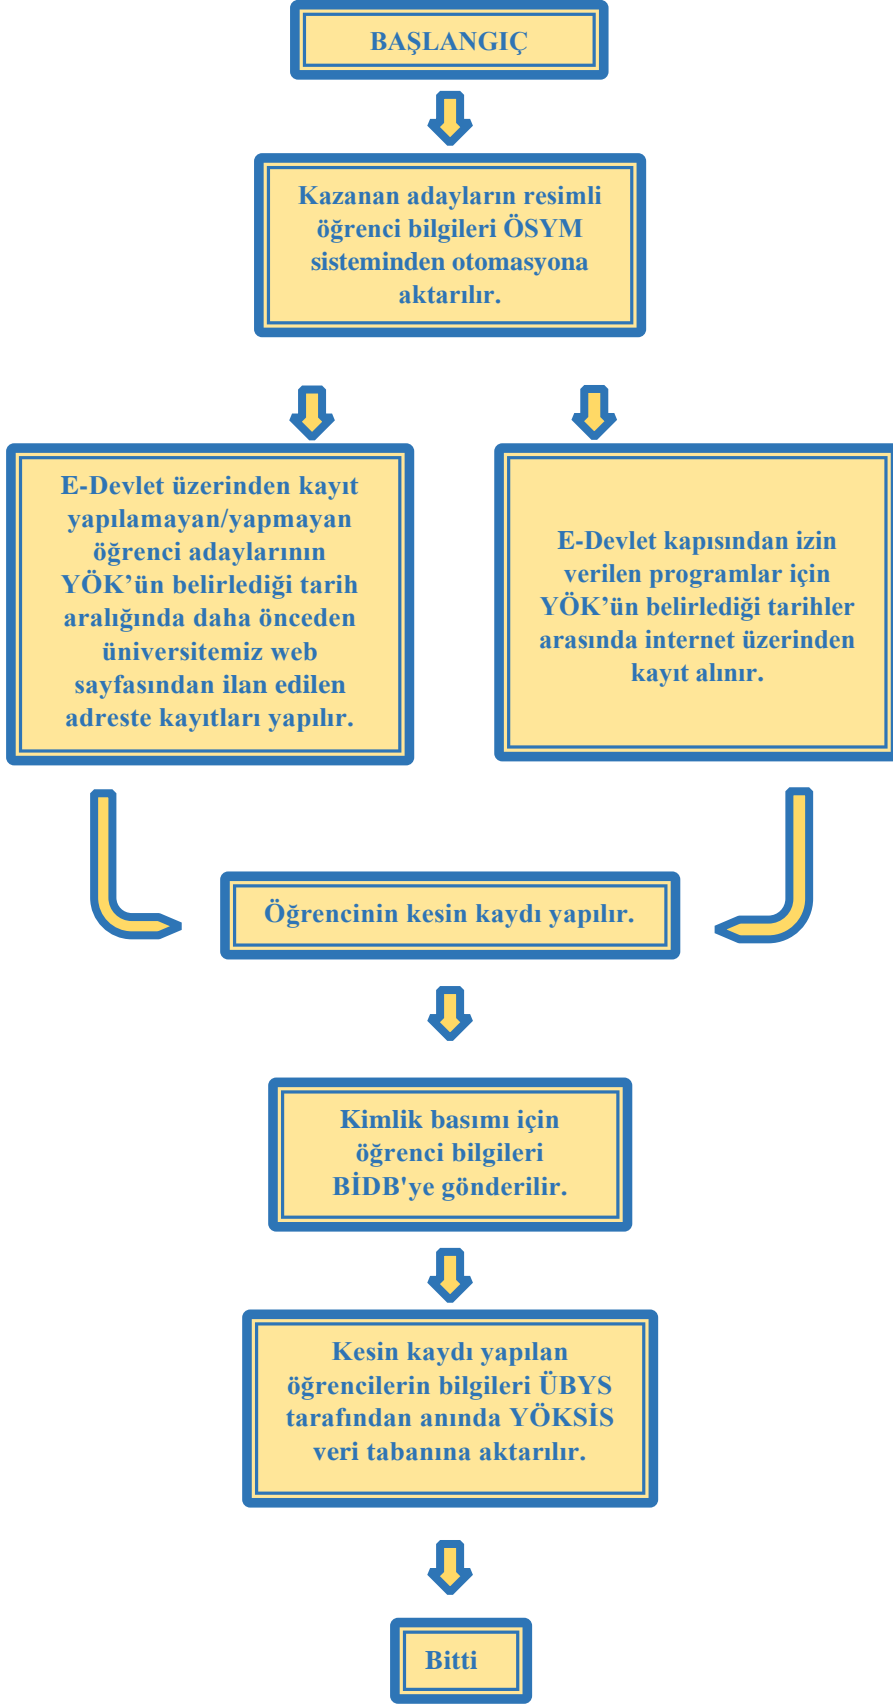 BAŞLANGIÇ
Kazanan adayların resimli
öğrenci bilgileri ÖSYM
sisteminden otomasyona
aktarılır.
E-Devlet üzerinden kayıt
yapılamayan/yapmayan
öğrenci adaylarının
YÖK’ün belirlediği tarih
aralığında daha önceden
üniversitemiz web
sayfasından ilan edilen
adreste kayıtları yapılır.
E-Devlet kapısından izin
verilen programlar için
YÖK’ün belirlediği tarihler
arasında internet üzerinden
kayıt alınır.
Öğrencinin kesin kaydı yapılır.
Kimlik basımı için
öğrenci bilgileri
BİDB'ye gönderilir.
Kesin kaydı yapılan
öğrencilerin bilgileri ÜBYS
tarafından anında YÖKSİS
veri tabanına aktarılır.
Bitti